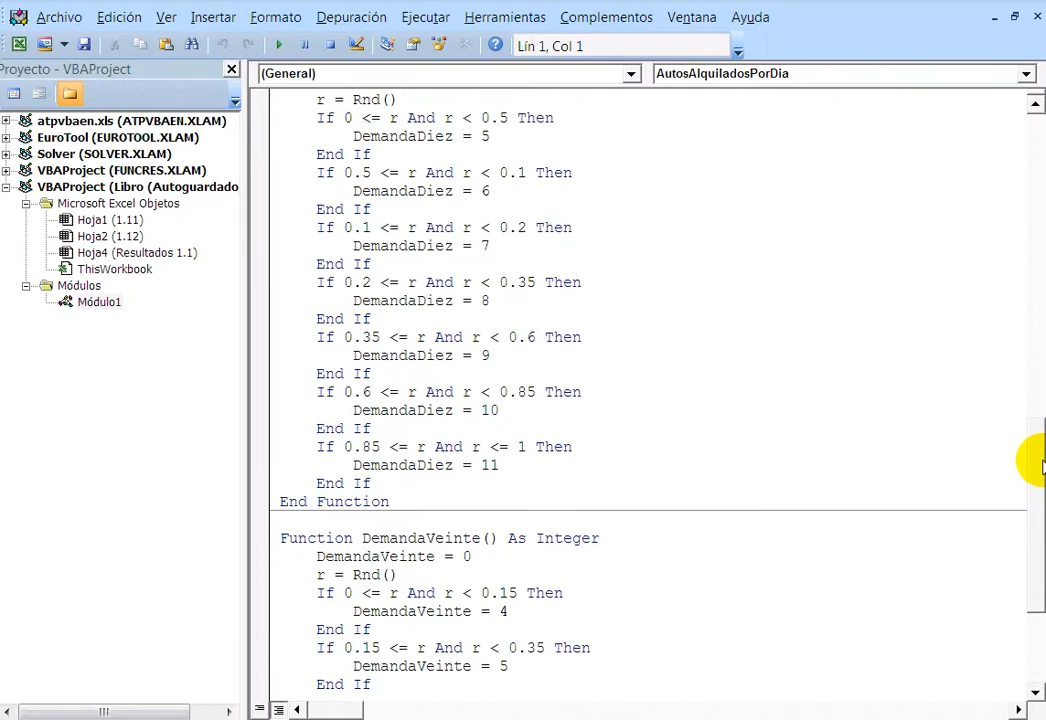 Archivo Edición Ver Insertar Formato Depuración Ejecutar Herramientas Complementos Ventana Ayuda
Lín 1, Col 1
Proyecto - VBAProject
(General) AutosAlquiladosPorDia
atpvbaen.xls (ATPVBAEN.XLAM)
EuroTool (EUROTOOL.XLAM)
Solver (SOLVER.XLAM)
VBAProject (FUNCRES.XLAM)
VBAProject (Libro (Autoguardado
Microsoft Excel Objetos
Hoja1 (1.11)
Hoja2 (1.12)
Hoja4 (Resultados 1.1)
ThisWorkbook
Módulos
Módulo1
r = Rnd()
If 0 <= r And r < 0.5 Then
DemandaDiez = 5
End If
If 0.5 <= r And r < 0.1 Then
DemandaDiez = 6
End If
If 0.1 <= r And r < 0.2 Then
DemandaDiez = 7
End If
If 0.2 <= r And r < 0.35 Then
DemandaDiez = 8
End If
If 0.35 <= r And r < 0.6 Then
DemandaDiez = 9
End If
If 0.6 <= r And r < 0.85 Then
DemandaDiez = 10
End If
If 0.85 <= r And r <= 1 Then
DemandaDiez = 11
End If
End Function
Function DemandaVeinte() As Integer
DemandaVeinte = 0
r = Rnd()
If 0 <= r And r < 0.15 Then
DemandaVeinte = 4
End If
If 0.15 <= r And r < 0.35 Then
DemandaVeinte = 5
End If